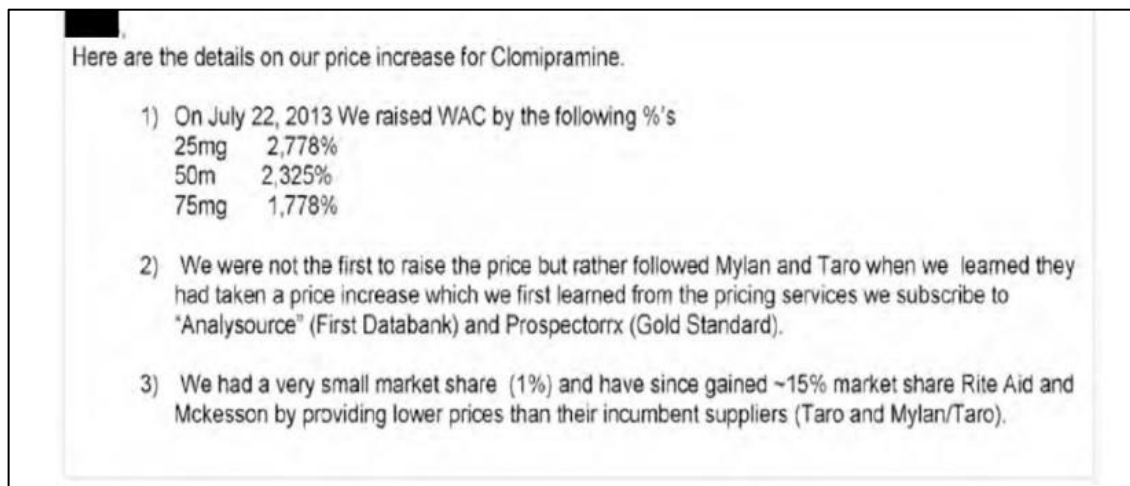 Here are the details on our price increase for Clomipramine.
1) On July 22, 2013 We raised WAC by the following %'s
25mg 2,778%
50m 2,325%
75mg 1,778%
2) We were not the first to raise the price but rather followed Mylan and Taro when we learned they
had taken a price increase which we first learned from the pricing services we subscribe to
"Analysource" (First Databank) and Prospectorrx (Gold Standard).
3) We had a very small market share (1%) and have since gained ~15% market share Rite Aid and
Mckesson by providing lower prices than their incumbent suppliers (Taro and Mylan/Taro).